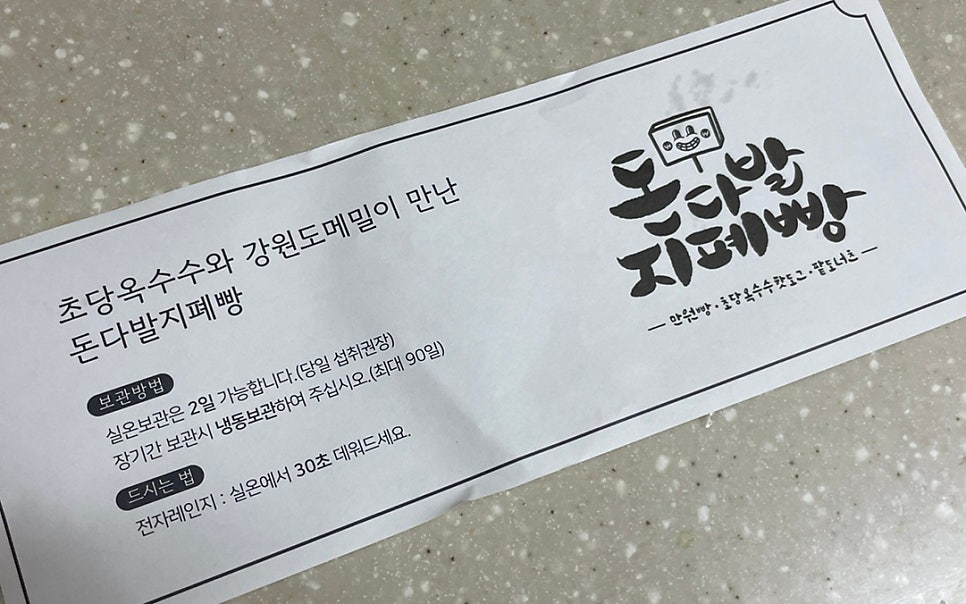 초당옥수수와 강원도메밀이 만난
돈다발지폐빵
보관방법
실온보관은 2일 가능합니다.(당일 섭취권장)
장기간 보관시 냉동보관하여 주십시오.(최대 90일)
드시는 법
전자레인지 : 실온에서 30초 데워드세요.
돈다발
지폐빵
만원빵·초당옥수수핫도그·팥도너츠